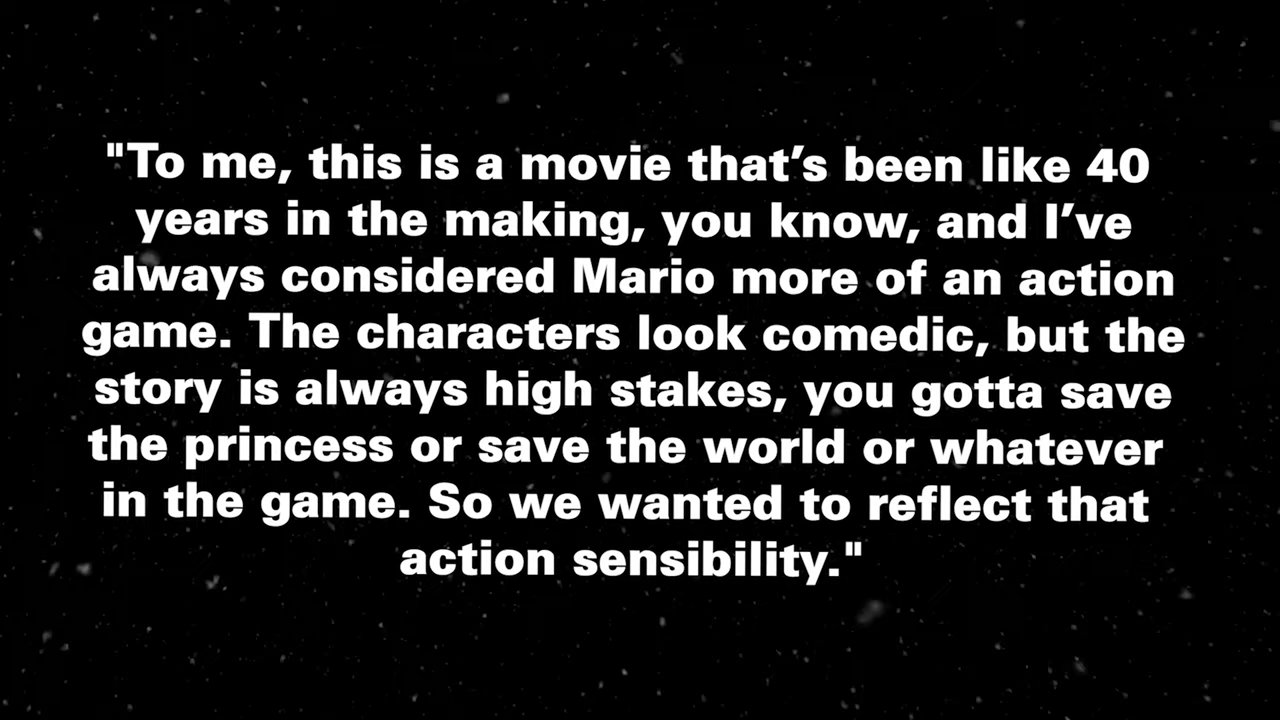 "To me, this is a movie that’s been like 40
years in the making, you know, and I’ve
always considered Mario more of an action
game. The characters look comedic, but the
story is always high stakes, you gotta save
the princess or save the world or whatever
in the game. So we wanted to reflect that
action sensibility."